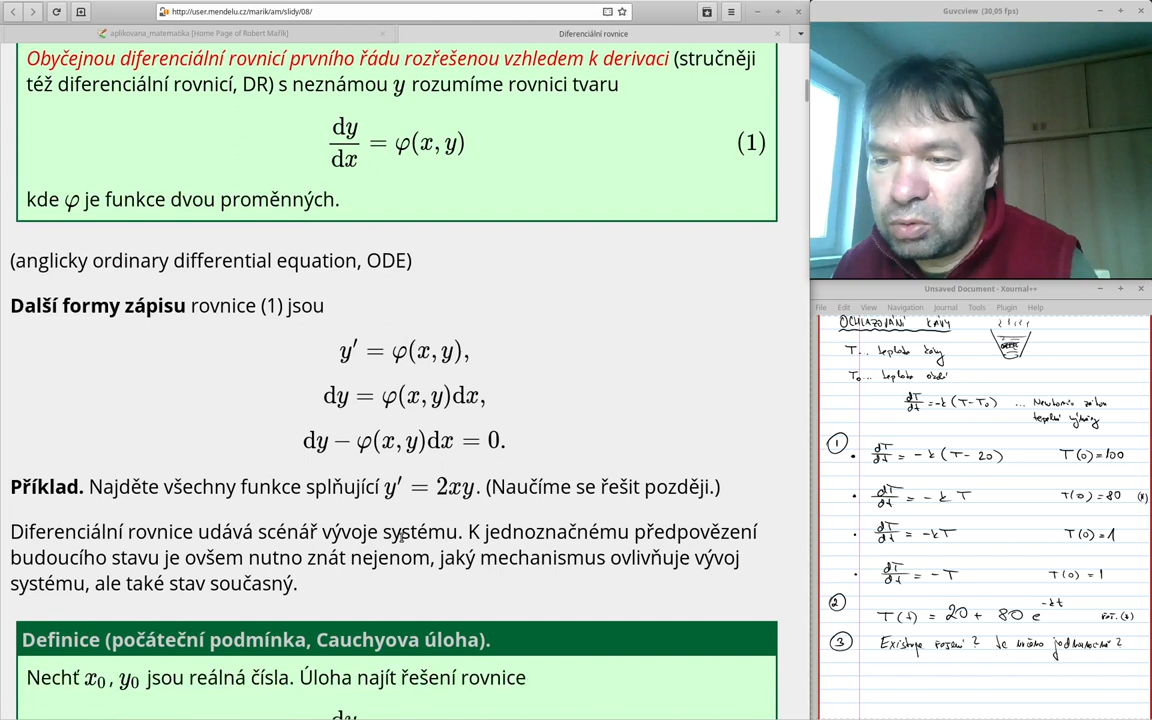 http://user.mendelu.cz/marik/am/slidy/08/
aplikovana_matematika [Home Page of Robert Mařík]
Diferenciální rovnice
Obyčejnou diferenciální rovnicí prvního řádu rozřešenou vzhledem k derivaci (stručněji
též diferenciální rovnicí, DR) s neznámou y rozumíme rovnici tvaru
dy/dx = φ(x, y) (1)
kde φ je funkce dvou proměnných.
(anglicky ordinary differential equation, ODE)
Další formy zápisu rovnice (1) jsou
y′ = φ(x, y),
dy = φ(x, y)dx,
dy − φ(x, y)dx = 0.
Příklad. Najděte všechny funkce splňující y′ = 2xy. (Naučíme se řešit později.)
Diferenciální rovnice udává scénář vývoje systému. K jednoznačnému předpovězení
budoucího stavu je ovšem nutno znát nejenom, jaký mechanismus ovlivňuje vývoj
systému, ale také stav současný.
Definice (počáteční podmínka, Cauchyova úloha).
Nechť x₀, y₀ jsou reálná čísla. Úloha najít řešení rovnice
dy
Guvcview (30,05 fps)
Unsaved Document - Xournal++
File Edit View Navigation Journal Tools Plugin Help
OCHLAZOVÁNÍ KÁVY
T... teplota kávy
T₀... teplota okolí
dT/dt = -k (T-T₀) ... Newtonův zákon
tepelné výměny
① • dT/dt = -k (T-20) T(0)=100
• dT/dt = -k T T(0)=80 (*)
• dT/dt = -kT T(0)=1
• dT/dt = -T T(0)=1
② T(t) = 20 + 80 e^-kt (*)
③ Existuje řešení? Je určeno jednoznačně?